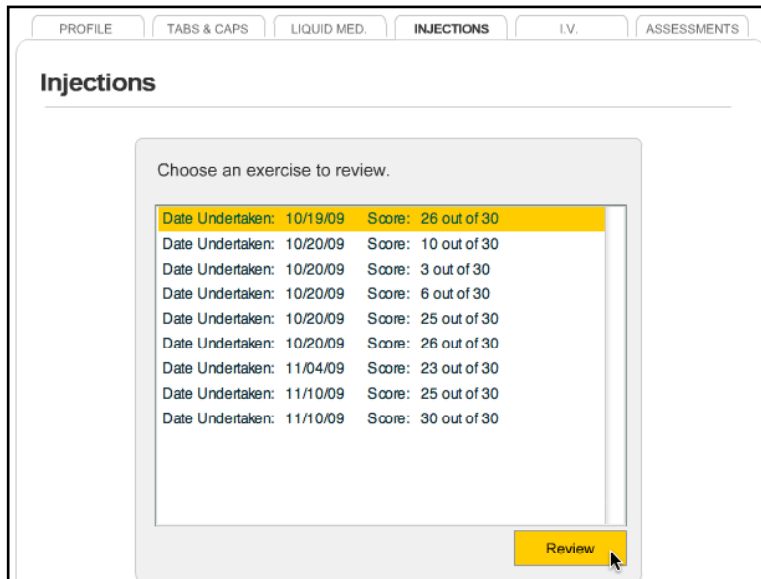 PROFILE TABS & CAPS LIQUID MED. INJECTIONS I.V. ASSESSMENTS
Injections
Choose an exercise to review.
Date Undertaken: 10/19/09 Score: 26 out of 30
Date Undertaken: 10/20/09 Score: 10 out of 30
Date Undertaken: 10/20/09 Score: 3 out of 30
Date Undertaken: 10/20/09 Score: 6 out of 30
Date Undertaken: 10/20/09 Score: 25 out of 30
Date Undertaken: 10/20/09 Score: 26 out of 30
Date Undertaken: 11/04/09 Score: 23 out of 30
Date Undertaken: 11/10/09 Score: 25 out of 30
Date Undertaken: 11/10/09 Score: 30 out of 30
Review